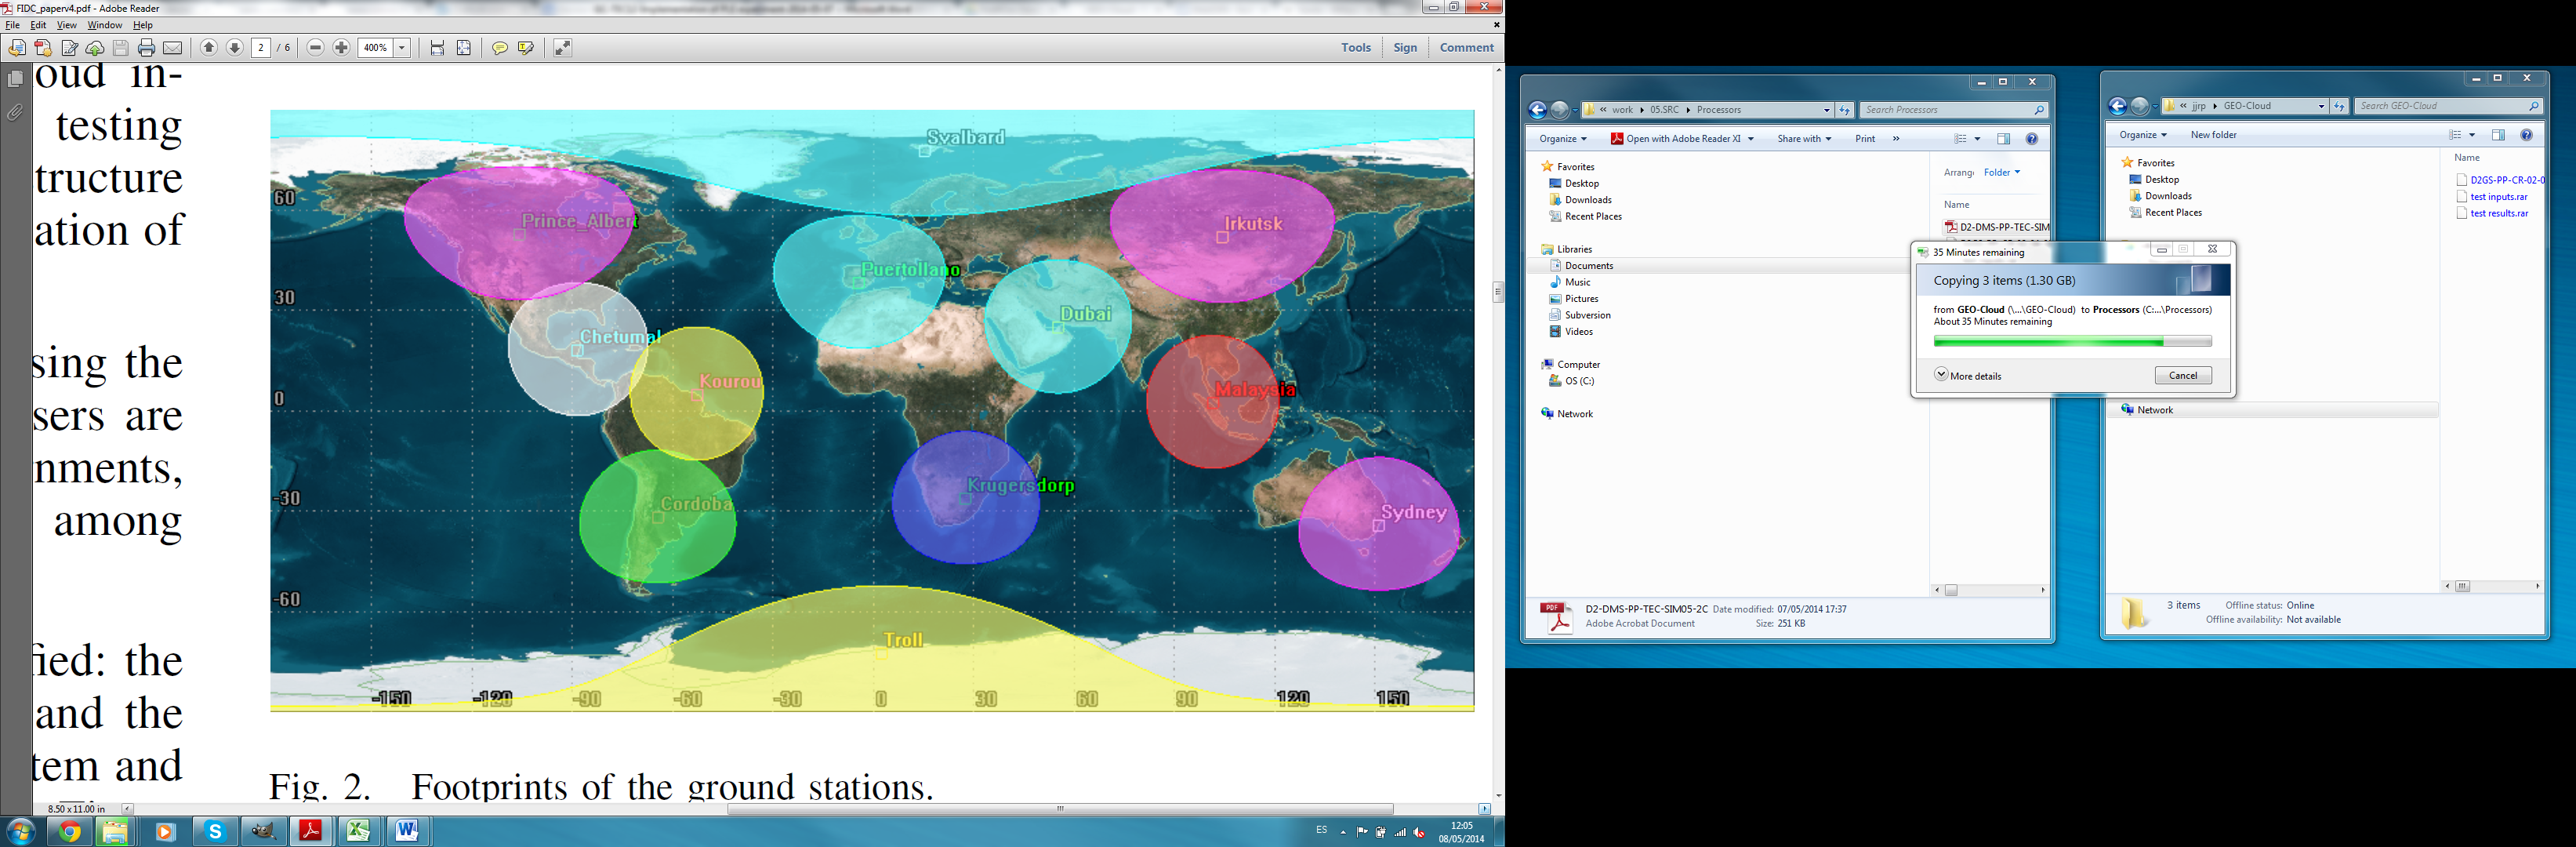 FIDC_paperv4.pdf - Adobe Reader
File Edit View Window Help
2 / 6 400% Tools Sign Comment
oud in-
testing
tructure
ation of
sing the
sers are
nments,
among
fied: the
and the
tem and
Svalbard
60
Prince_Albert
Irkutsk
Puertollano
30
Dubai
Chetumal
Kourou
Malaysia
0
Krugersdorp
-30
Cordoba
Sydney
-60
Troll
-150 -120 -90 -60 -30 0 30 60 90 120 150
Fig. 2. Footprints of the ground stations.
8.50 x 11.00 in
ES
12:05
08/05/2014
« work ▸ 05.SRC ▸ Processors
Search Processors
Organize Open with Adobe Reader XI Share with Print »
Favorites
Desktop
Downloads
Recent Places
Libraries
Documents
Music
Pictures
Subversion
Videos
Computer
OS (C:)
Network
Arrang Folder
Name
D2-DMS-PP-TEC-SIM
D2-DMS-PP-TEC-SIM05-2C Date modified: 07/05/2014 17:37
Adobe Acrobat Document Size: 251 KB
35 Minutes remaining
Copying 3 items (1.30 GB)
from GEO-Cloud (\...\GEO-Cloud) to Processors (C:...\Processors)
About 35 Minutes remaining
More details
Cancel
« jjrp ▸ GEO-Cloud
Search GEO-Cloud
Organize New folder
Favorites
Desktop
Downloads
Recent Places
Network
Name
D2GS-PP-CR-02-0
test inputs.rar
test results.rar
3 items Offline status: Online
Offline availability: Not available